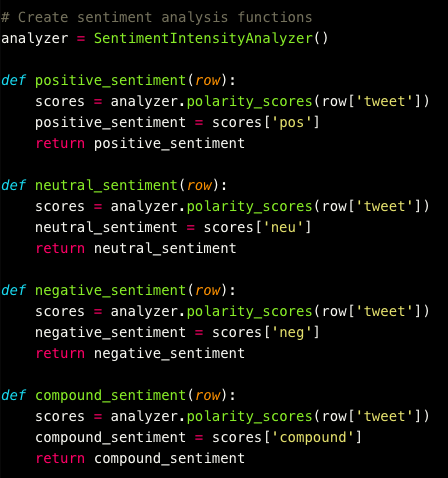 # Create sentiment analysis functions
analyzer = SentimentIntensityAnalyzer()

def positive_sentiment(row):
    scores = analyzer.polarity_scores(row['tweet'])
    positive_sentiment = scores['pos']
    return positive_sentiment

def neutral_sentiment(row):
    scores = analyzer.polarity_scores(row['tweet'])
    neutral_sentiment = scores['neu']
    return neutral_sentiment

def negative_sentiment(row):
    scores = analyzer.polarity_scores(row['tweet'])
    negative_sentiment = scores['neg']
    return negative_sentiment

def compound_sentiment(row):
    scores = analyzer.polarity_scores(row['tweet'])
    compound_sentiment = scores['compound']
    return compound_sentiment